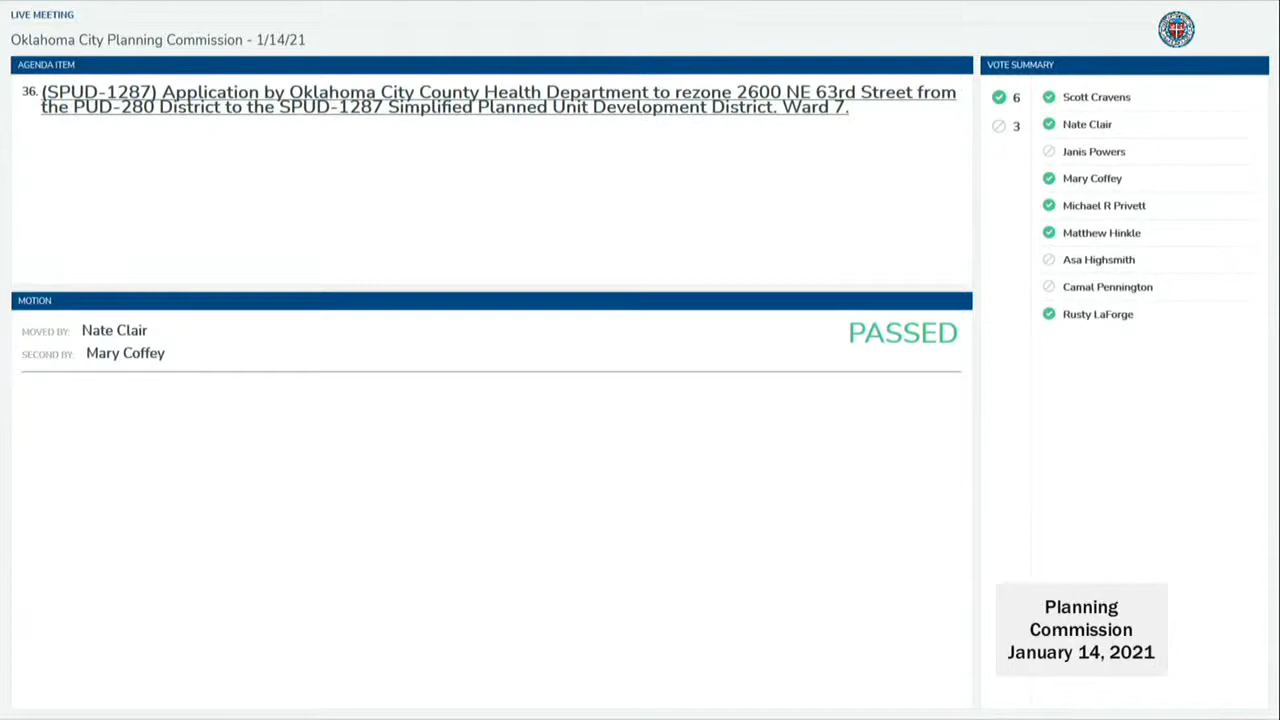 LIVE MEETING
Oklahoma City Planning Commission - 1/14/21
AGENDA ITEM
36. (SPUD-1287) Application by Oklahoma City County Health Department to rezone 2600 NE 63rd Street from
the PUD-280 District to the SPUD-1287 Simplified Planned Unit Development District. Ward 7.
MOTION
MOVED BY: Nate Clair
SECOND BY: Mary Coffey
PASSED
VOTE SUMMARY
6
3
Scott Cravens
Nate Clair
Janis Powers
Mary Coffey
Michael R Privett
Matthew Hinkle
Asa Highsmith
Camal Pennington
Rusty LaForge
Planning
Commission
January 14, 2021